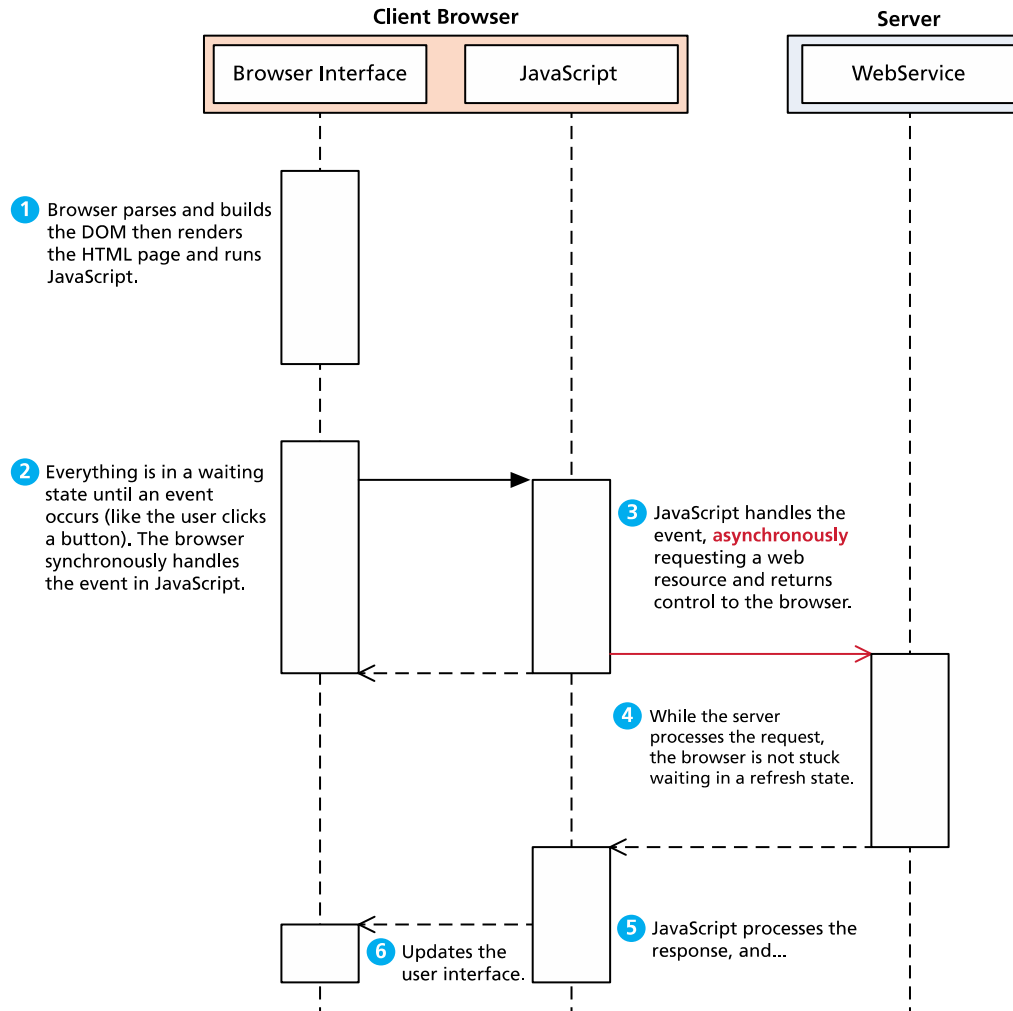 Client Browser
Server
Browser Interface
JavaScript
WebService
1 Browser parses and builds
the DOM then renders
the HTML page and runs
JavaScript.
2 Everything is in a waiting
state until an event
occurs (like the user clicks
a button). The browser
synchronously handles
the event in JavaScript.
3 JavaScript handles the
event, asynchronously
requesting a web
resource and returns
control to the browser.
4 While the server
processes the request,
the browser is not stuck
waiting in a refresh state.
5 JavaScript processes the
response, and...
6 Updates the
user interface.